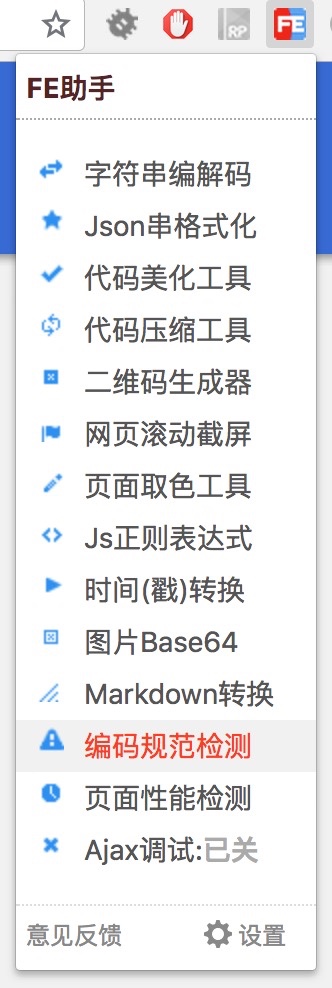 RP
FE
FE助手
字符串编解码
Json串格式化
代码美化工具
代码压缩工具
二维码生成器
网页滚动截屏
页面取色工具
Js正则表达式
时间(戳)转换
图片Base64
Markdown转换
编码规范检测
页面性能检测
Ajax调试:已关
意见反馈 设置